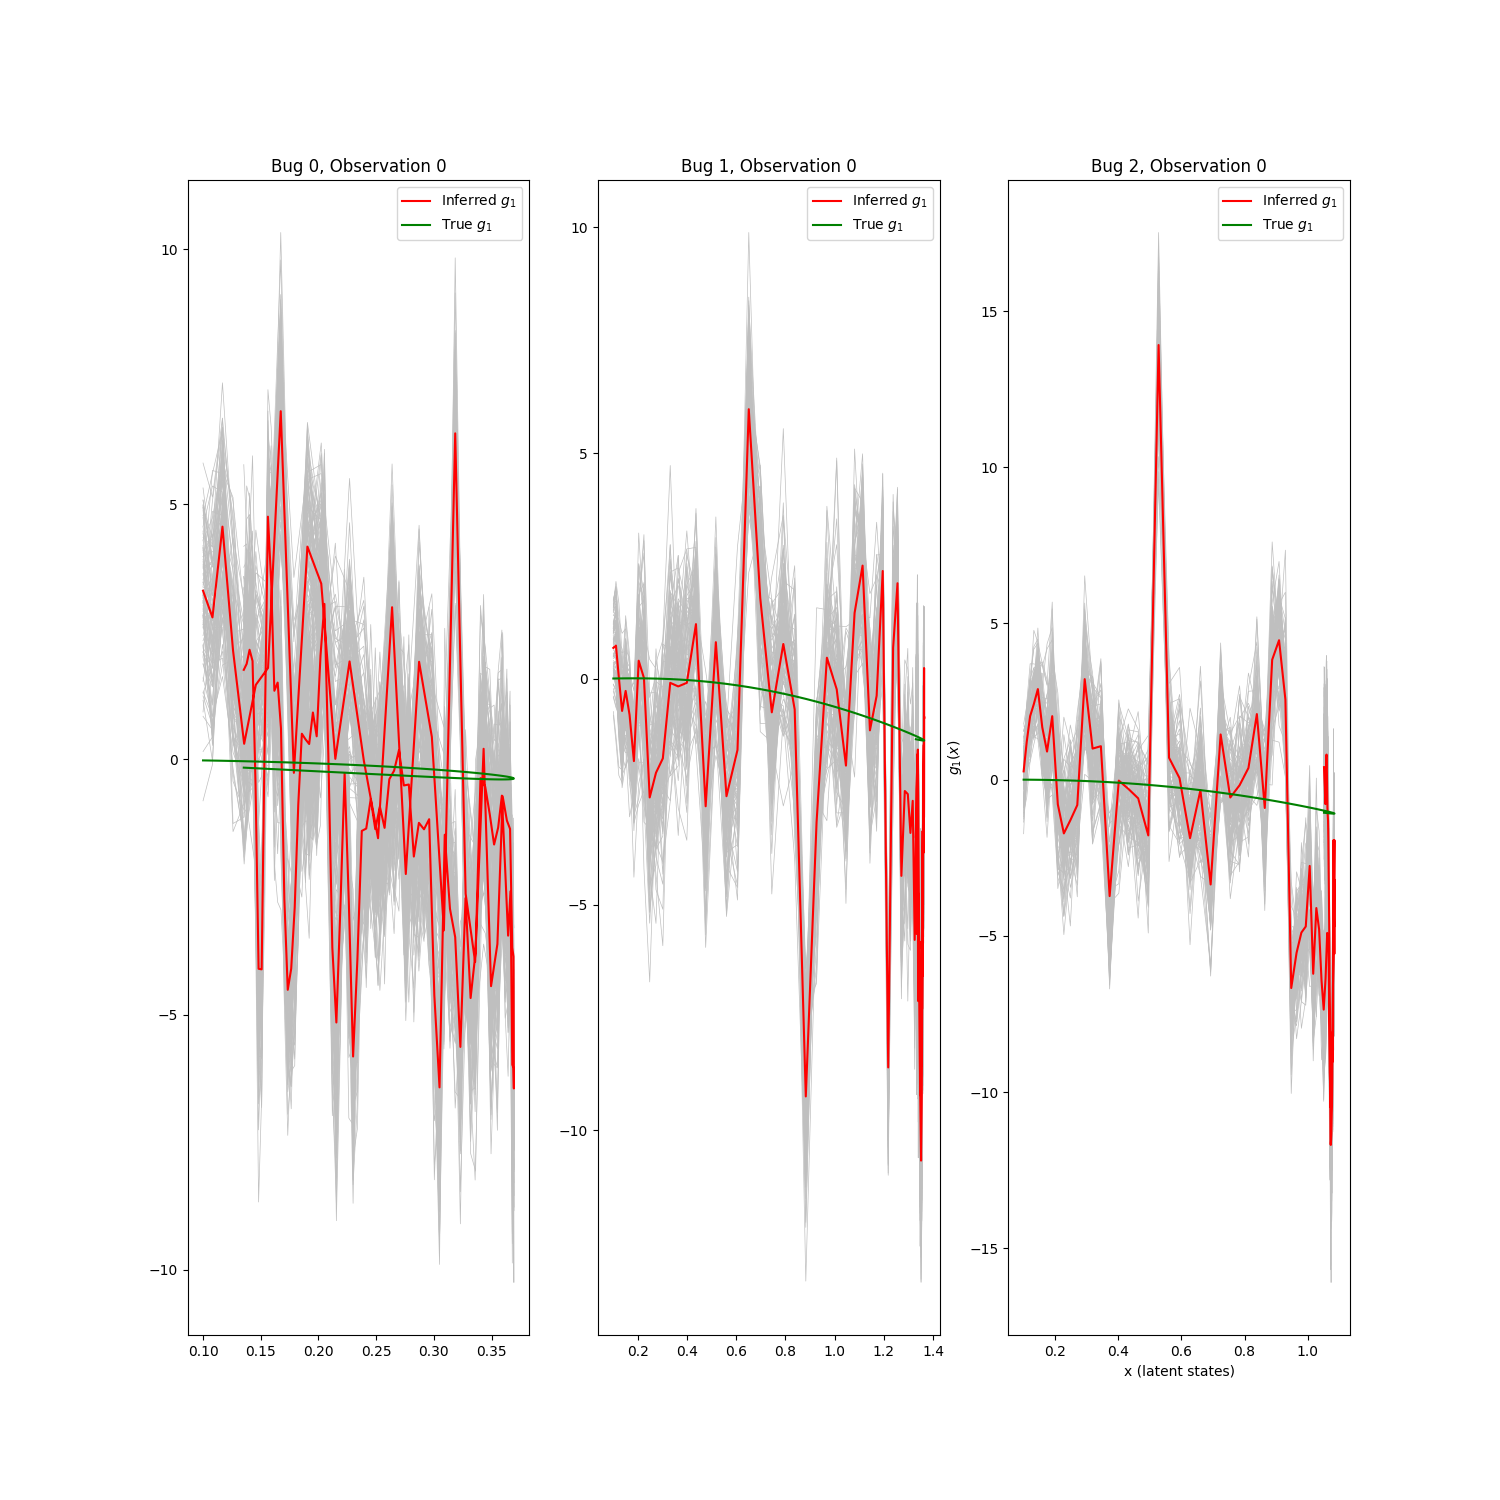 Bug 0, Observation 0
Inferred g₁
True g₁
10
5
0
−5
−10
0.10 0.15 0.20 0.25 0.30 0.35
Bug 1, Observation 0
Inferred g₁
True g₁
10
5
0
−5
−10
0.2 0.4 0.6 0.8 1.0 1.2 1.4
Bug 2, Observation 0
Inferred g₁
True g₁
g₁(x)
15
10
5
0
−5
−10
−15
0.2 0.4 0.6 0.8 1.0
x (latent states)